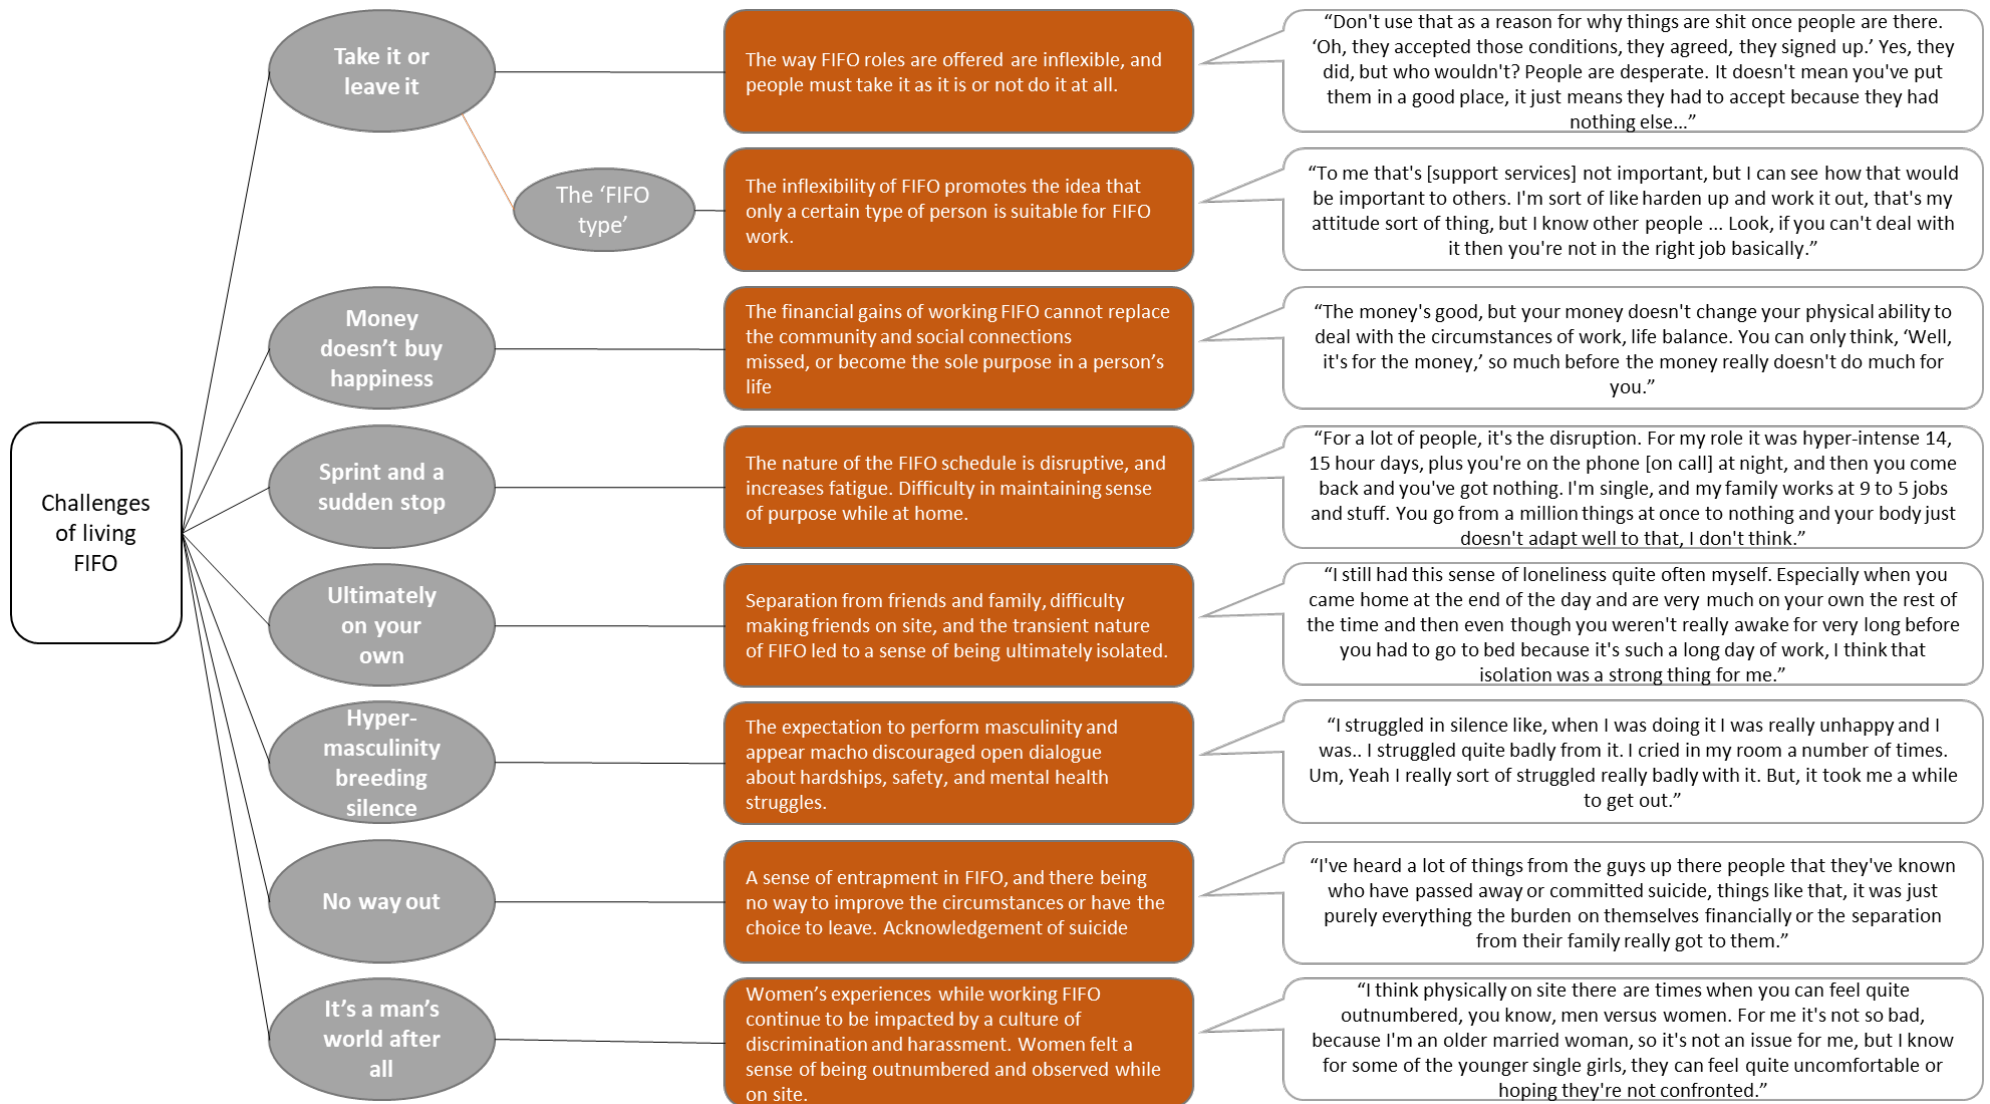 Challenges
of living
FIFO
Take it or
leave it
The way FIFO roles are offered are inflexible, and
people must take it as it is or not do it at all.
“Don't use that as a reason for why things are shit once people are there.
‘Oh, they accepted those conditions, they agreed, they signed up.’ Yes, they
did, but who wouldn't? People are desperate. It doesn't mean you've put
them in a good place, it just means they had to accept because they had
nothing else...”
The ‘FIFO
type’
The inflexibility of FIFO promotes the idea that
only a certain type of person is suitable for FIFO
work.
“To me that's [support services] not important, but I can see how that would
be important to others. I'm sort of like harden up and work it out, that's my
attitude sort of thing, but I know other people ... Look, if you can't deal with
it then you're not in the right job basically.”
Money
doesn’t buy
happiness
The financial gains of working FIFO cannot replace
the community and social connections
missed, or become the sole purpose in a person’s
life
“The money's good, but your money doesn't change your physical ability to
deal with the circumstances of work, life balance. You can only think, ‘Well,
it's for the money,’ so much before the money really doesn't do much for
you.”
Sprint and a
sudden stop
The nature of the FIFO schedule is disruptive, and
increases fatigue. Difficulty in maintaining sense
of purpose while at home.
“For a lot of people, it's the disruption. For my role it was hyper-intense 14,
15 hour days, plus you're on the phone [on call] at night, and then you come
back and you've got nothing. I'm single, and my family works at 9 to 5 jobs
and stuff. You go from a million things at once to nothing and your body just
doesn't adapt well to that, I don't think.”
Ultimately
on your
own
Separation from friends and family, difficulty
making friends on site, and the transient nature
of FIFO led to a sense of being ultimately isolated.
“I still had this sense of loneliness quite often myself. Especially when you
came home at the end of the day and are very much on your own the rest of
the time and then even though you weren't really awake for very long before
you had to go to bed because it's such a long day of work, I think that
isolation was a strong thing for me.”
Hyper-
masculinity
breeding
silence
The expectation to perform masculinity and
appear macho discouraged open dialogue
about hardships, safety, and mental health
struggles.
“I struggled in silence like, when I was doing it I was really unhappy and I
was.. I struggled quite badly from it. I cried in my room a number of times.
Um, Yeah I really sort of struggled really badly with it. But, it took me a while
to get out.”
No way out
A sense of entrapment in FIFO, and there being
no way to improve the circumstances or have the
choice to leave. Acknowledgement of suicide
“I've heard a lot of things from the guys up there people that they've known
who have passed away or committed suicide, things like that, it was just
purely everything the burden on themselves financially or the separation
from their family really got to them.”
It’s a man’s
world after
all
Women’s experiences while working FIFO
continue to be impacted by a culture of
discrimination and harassment. Women felt a
sense of being outnumbered and observed while
on site.
“I think physically on site there are times when you can feel quite
outnumbered, you know, men versus women. For me it's not so bad,
because I'm an older married woman, so it's not an issue for me, but I know
for some of the younger single girls, they can feel quite uncomfortable or
hoping they're not confronted.”